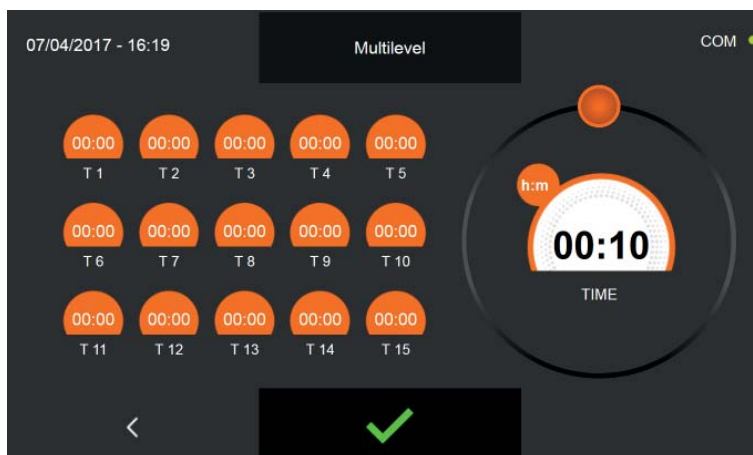 07/04/2017 - 16:19
Multilevel
COM
00:00 00:00 00:00 00:00 00:00
T 1 T 2 T 3 T 4 T 5
00:00 00:00 00:00 00:00 00:00
T 6 T 7 T 8 T 9 T 10
00:00 00:00 00:00 00:00 00:00
T 11 T 12 T 13 T 14 T 15
h:m
00:10
TIME